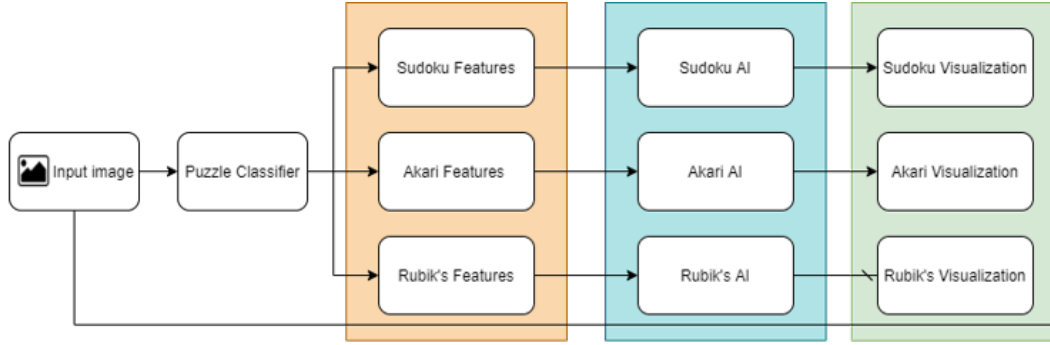 Input image
Puzzle Classifier
Sudoku Features
Sudoku AI
Sudoku Visualization
Akari Features
Akari AI
Akari Visualization
Rubik's Features
Rubik's AI
Rubik's Visualization